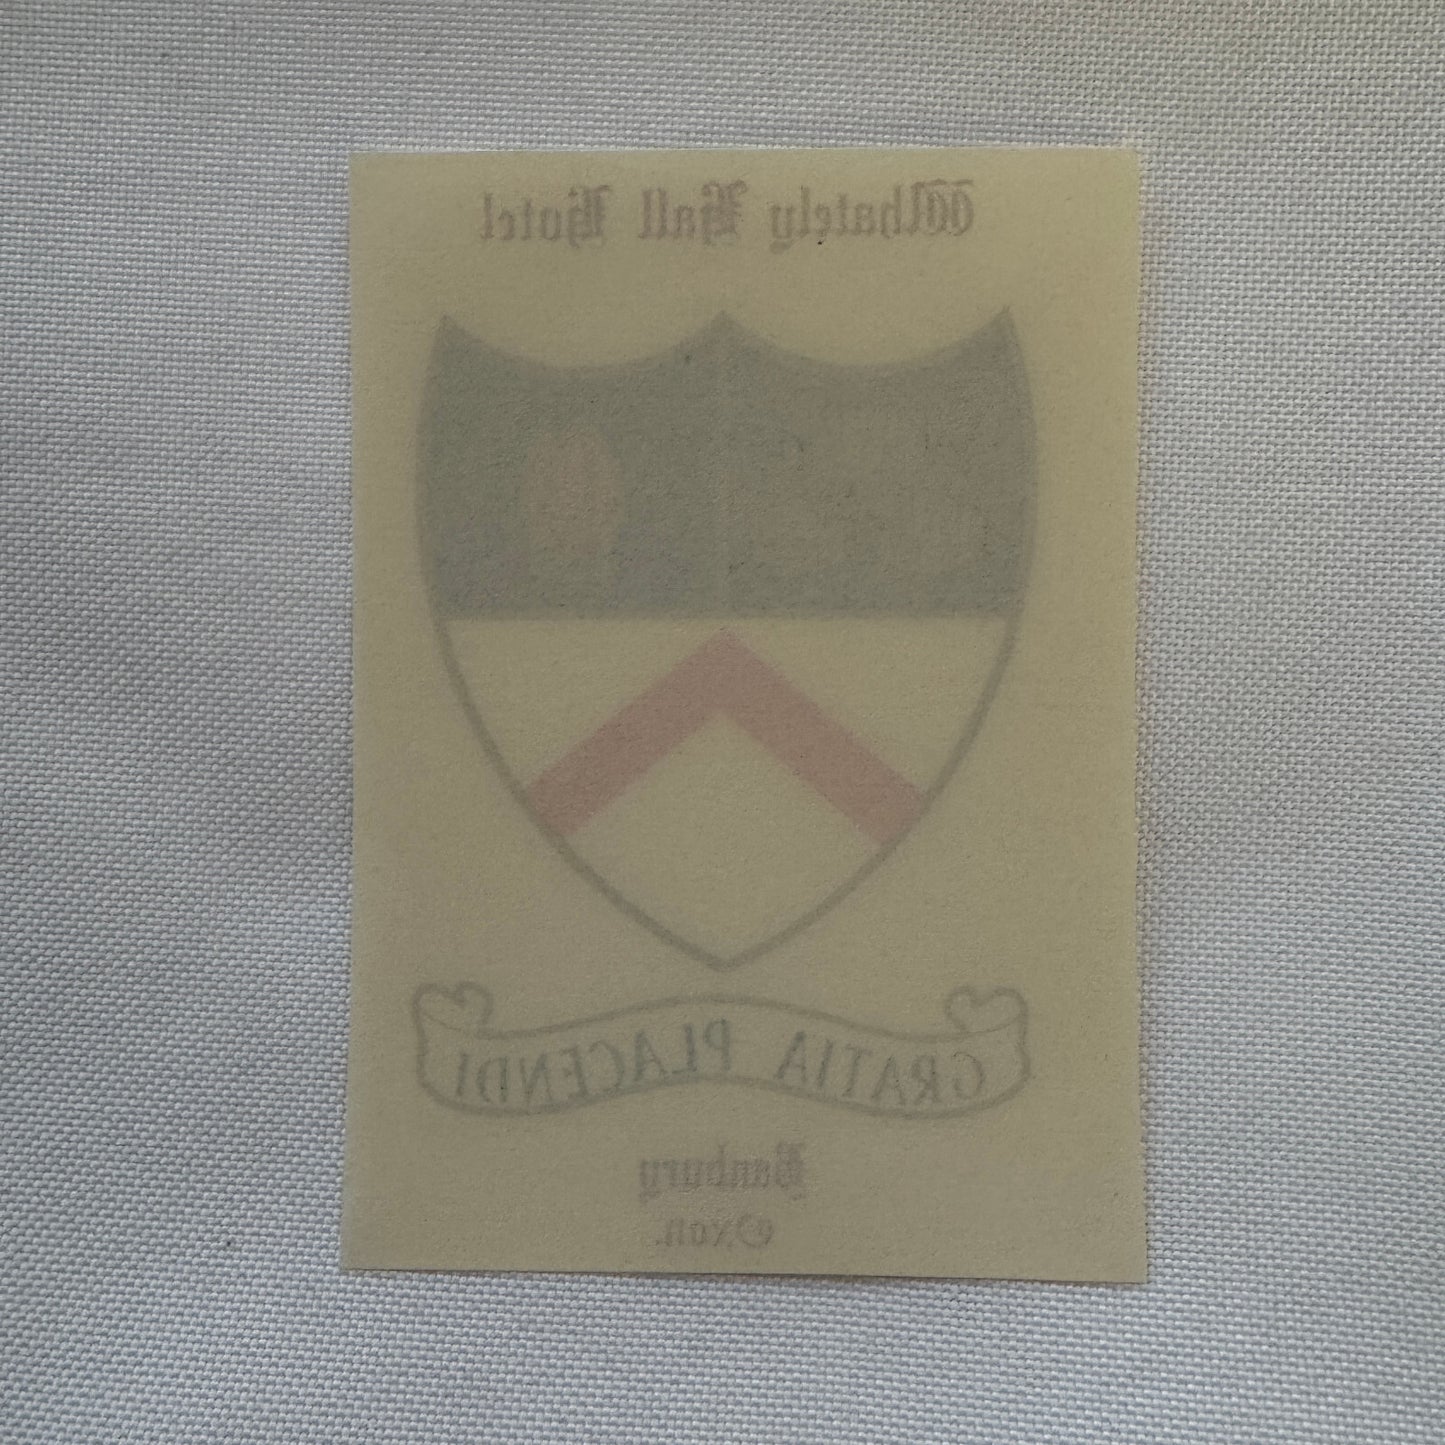 Whately Hall Hotel
GRATIA PLACENDI
Banbury
Oxon.